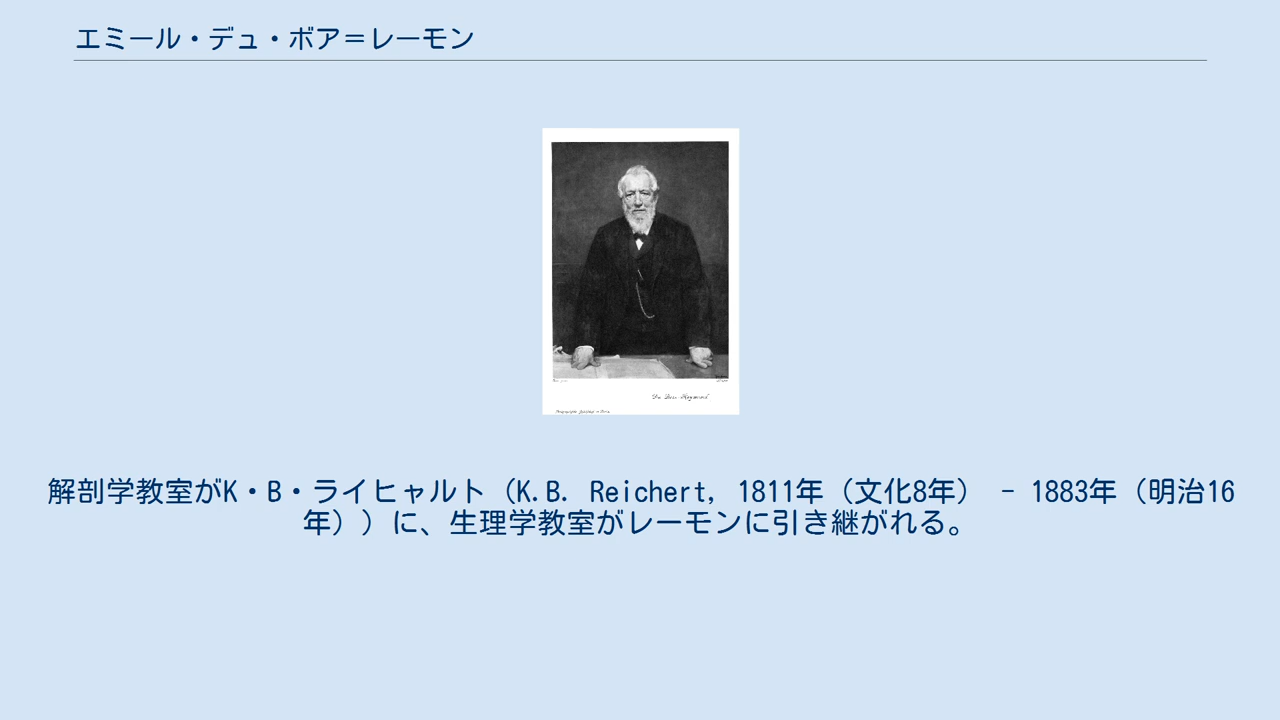 エミール・デュ・ボア＝レーモン
解剖学教室がK・B・ライヒャルト（K.B. Reichert, 1811年（文化8年） - 1883年（明治16
年））に、生理学教室がレーモンに引き継がれる。